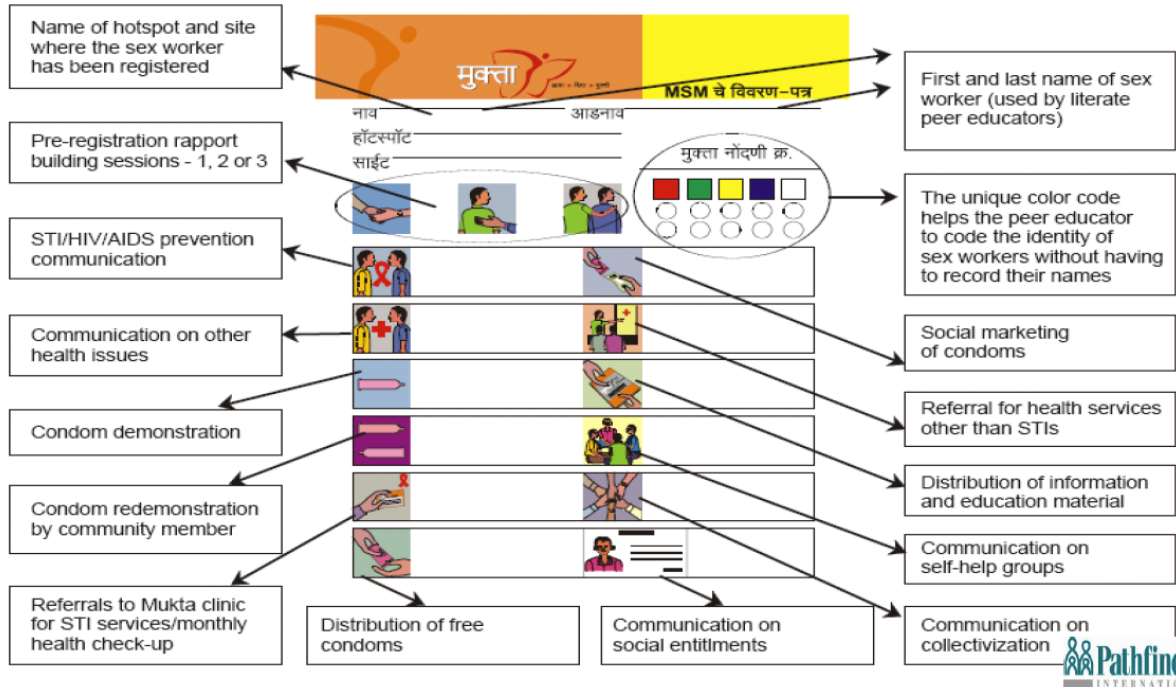 Name of hotspot and site
where the sex worker
has been registered
Pre-registration rapport
building sessions - 1, 2 or 3
STI/HIV/AIDS prevention
communication
Communication on other
health issues
Condom demonstration
Condom redemonstration
by community member
Referrals to Mukta clinic
for STI services/monthly
health check-up
मुक्ता
MSM चे विवरण-पत्र
नाव
आडनाव
हॉटस्पॉट
साईट
मुक्ता नोंदणी क्र.
Distribution of free
condoms
Communication on
social entitlments
First and last name of sex
worker (used by literate
peer educators)
The unique color code
helps the peer educator
to code the identity of
sex workers without having
to record their names
Social marketing
of condoms
Referral for health services
other than STIs
Distribution of information
and education material
Communication on
self-help groups
Communication on
collectivization
Pathfin
INTERNATI